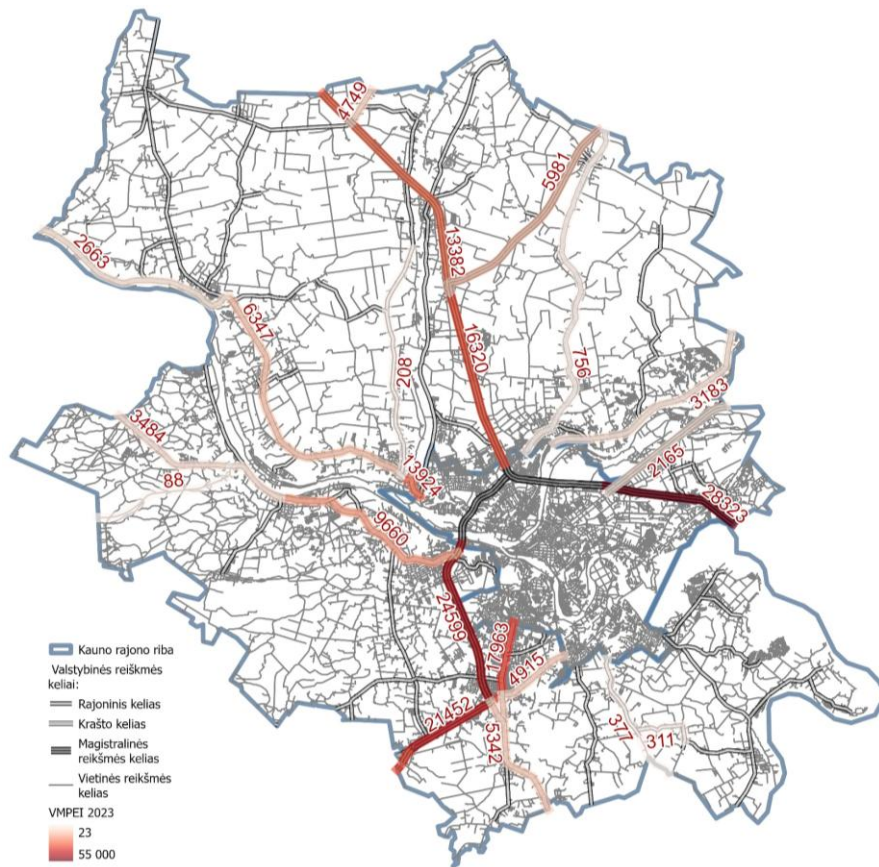 4749
5981
2663
13382
6347
16320
208
756
3183
3484
2165
88
13924
28823
9660
24599
17963
4915
21452
5342
377
311
Kauno rajono riba
Valstybinės reiškmės
keliai:
Rajoninis kelias
Krašto kelias
Magistralinės
reikšmės kelias
Vietinės reikšmės
kelias
VMPEI 2023
23
55 000